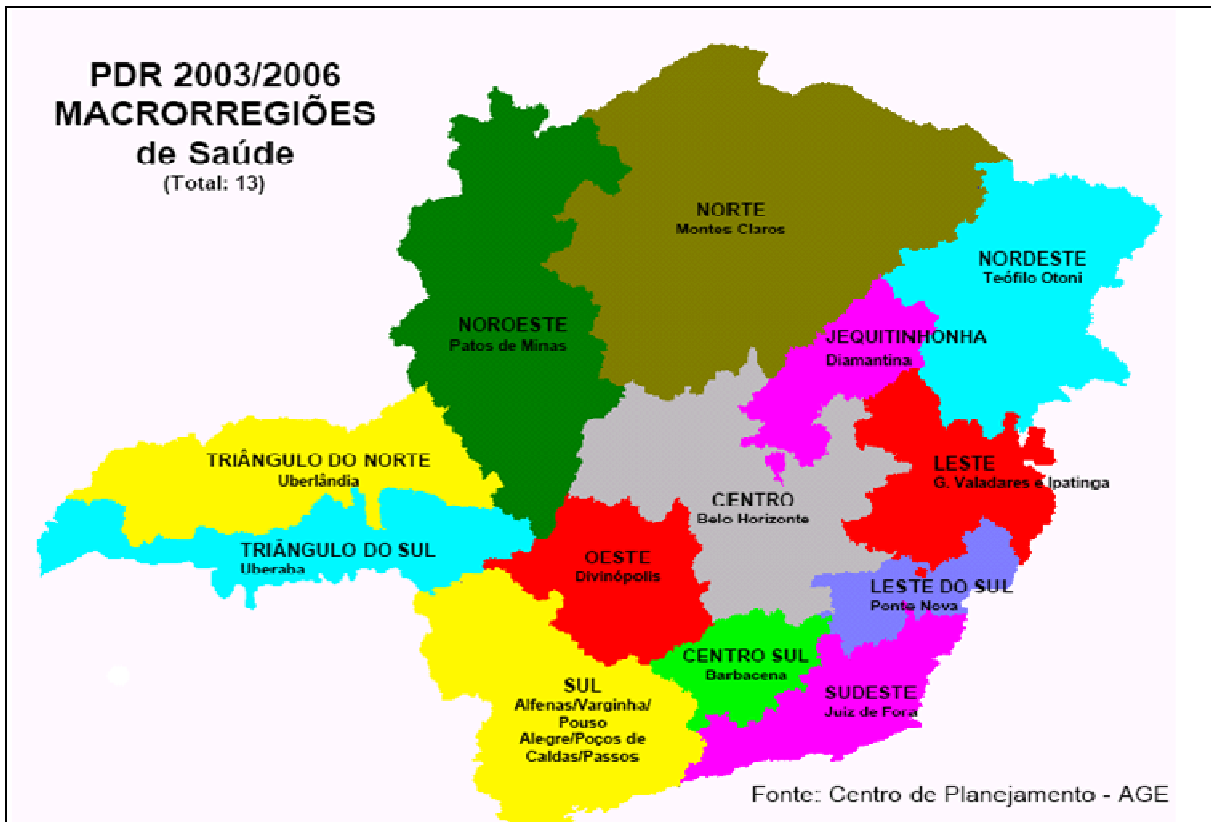 PDR 2003/2006
MACRORREGIÕES
de Saúde
(Total: 13)
NORTE
Montes Claros
NORDESTE
Teófilo Otoni
NOROESTE
Patos de Minas
JEQUITINHONHA
Diamantina
TRIÂNGULO DO NORTE
Uberlândia
LESTE
G. Valadares e Ipatinga
CENTRO
Belo Horizonte
TRIÂNGULO DO SUL
Uberaba
OESTE
Divinópolis
LESTE DO SUL
Ponte Nova
CENTRO SUL
Barbacena
SUL
Alfenas/Varginha/
Pouso
Alegre/Poços de
Caldas/Passos
SUDESTE
Juiz de Fora
Fonte: Centro de Planejamento - AGE